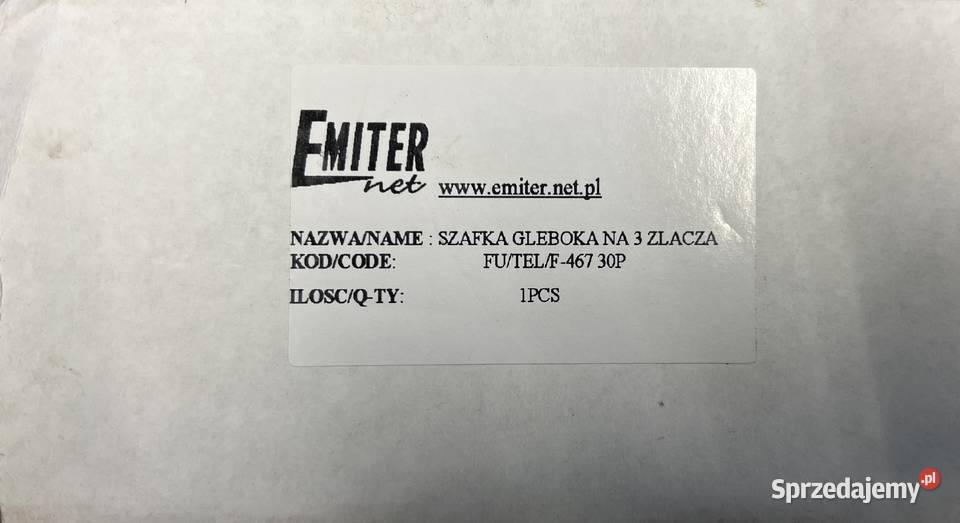 EMITER
net www.emiter.net.pl
NAZWA/NAME : SZAFKA GLEBOKA NA 3 ZLACZA
KOD/CODE: FU/TEL/F-467 30P
ILOSC/Q-TY: 1PCS
Sprzedajemy.pl